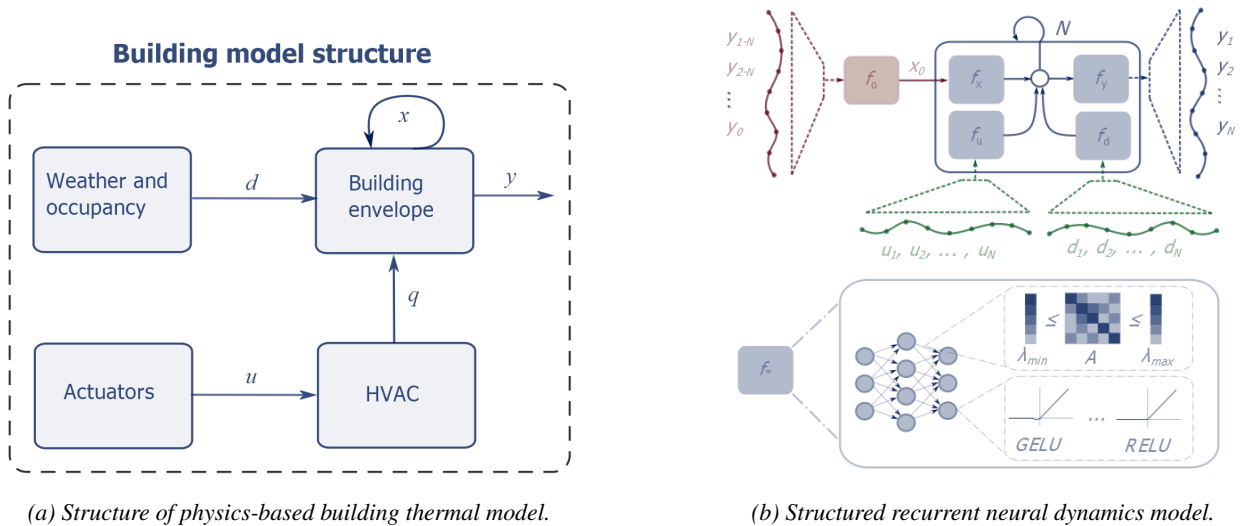 Building model structure
x
Weather and
occupancy
d
Building
envelope
y
q
Actuators
u
HVAC
(a) Structure of physics-based building thermal model.
y1-N
y2-N
...
y0
fo
x0
N
fx
fy
fu
fd
y1
y2
..
yN
u1, u2, ... , uN
d1, d2, ... , dN
f∞
λmin
≤
A
≤
λmax
GELU
...
RELU
(b) Structured recurrent neural dynamics model.